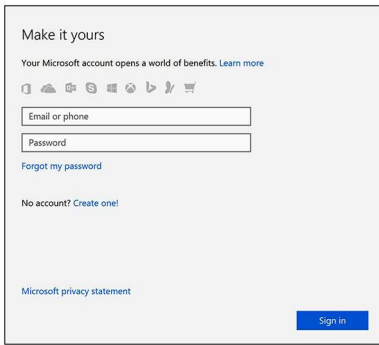 Make it yours
Your Microsoft account opens a world of benefits. Learn more
Email or phone
Password
Forgot my password
No account? Create one!
Microsoft privacy statement
Sign in